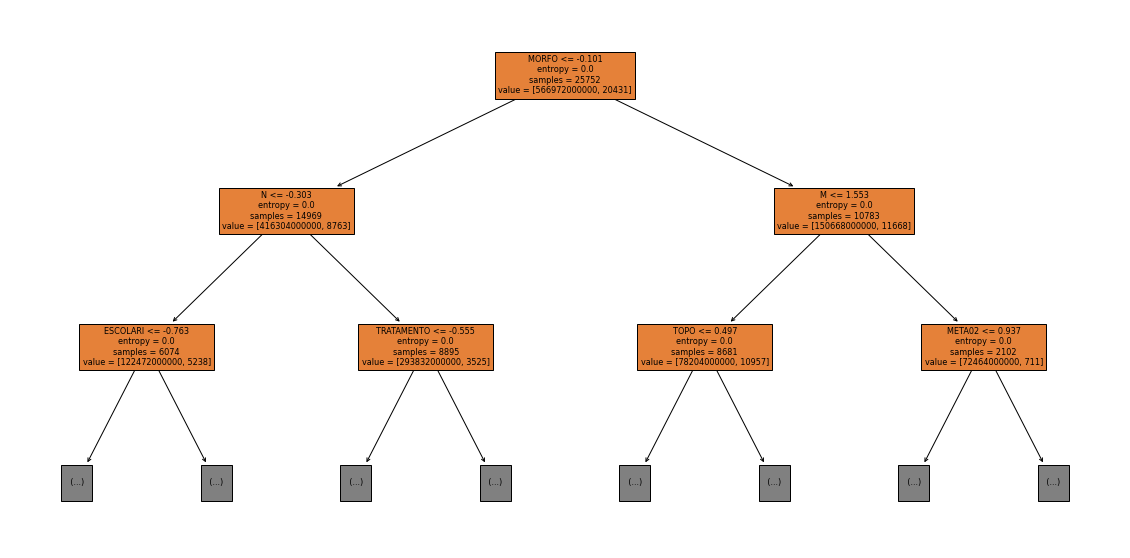 MORFO <= -0.101
entropy = 0.0
samples = 25752
value = [566972000000, 20431]
N <= -0.303
entropy = 0.0
samples = 14969
value = [416304000000, 8763]
M <= 1.553
entropy = 0.0
samples = 10783
value = [150668000000, 11668]
ESCOLARI <= -0.763
entropy = 0.0
samples = 6074
value = [122472000000, 5238]
TRATAMENTO <= -0.555
entropy = 0.0
samples = 8895
value = [293832000000, 3525]
TOPO <= 0.497
entropy = 0.0
samples = 8681
value = [78204000000, 10957]
META02 <= 0.937
entropy = 0.0
samples = 2102
value = [72464000000, 711]
(...)
(...)
(...)
(...)
(...)
(...)
(...)
(...)